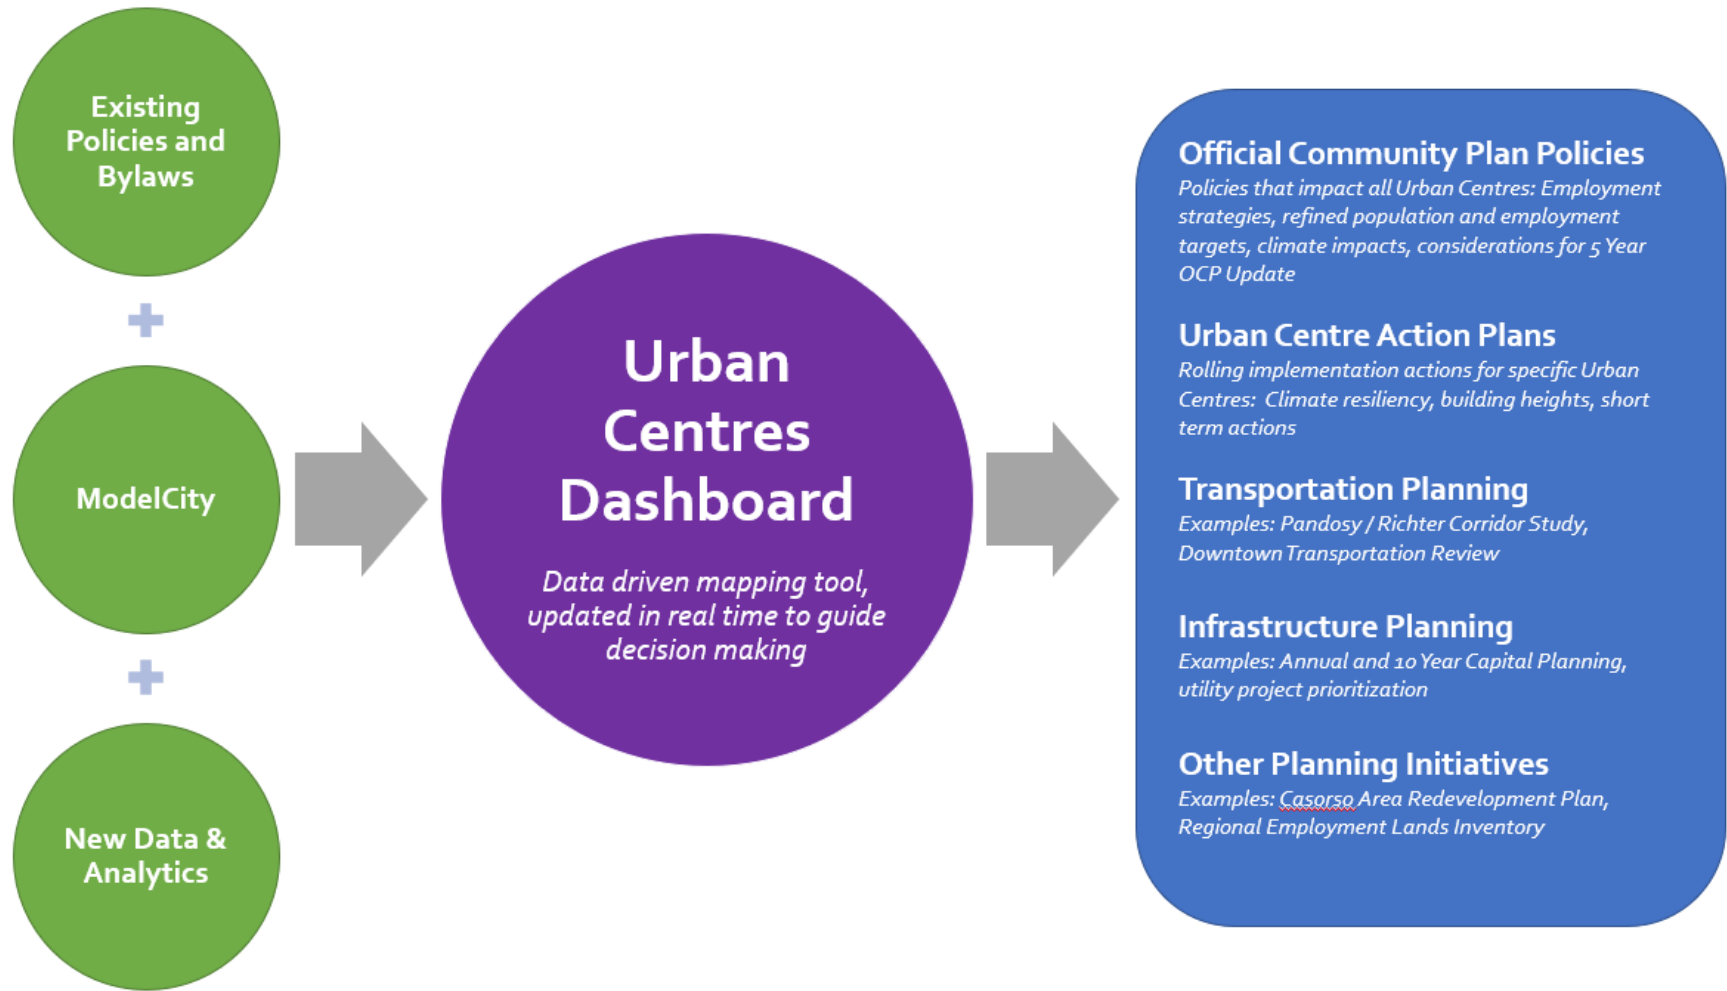 Existing
Policies and
Bylaws
ModelCity
New Data &
Analytics
Urban
Centres
Dashboard
Data driven mapping tool,
updated in real time to guide
decision making
Official Community Plan Policies
Policies that impact all Urban Centres: Employment
strategies, refined population and employment
targets, climate impacts, considerations for 5 Year
OCP Update
Urban Centre Action Plans
Rolling implementation actions for specific Urban
Centres:  Climate resiliency, building heights, short
term actions
Transportation Planning
Examples: Pandosy / Richter Corridor Study,
Downtown Transportation Review
Infrastructure Planning
Examples: Annual and 10 Year Capital Planning,
utility project prioritization
Other Planning Initiatives
Examples: Casorso Area Redevelopment Plan,
Regional Employment Lands Inventory